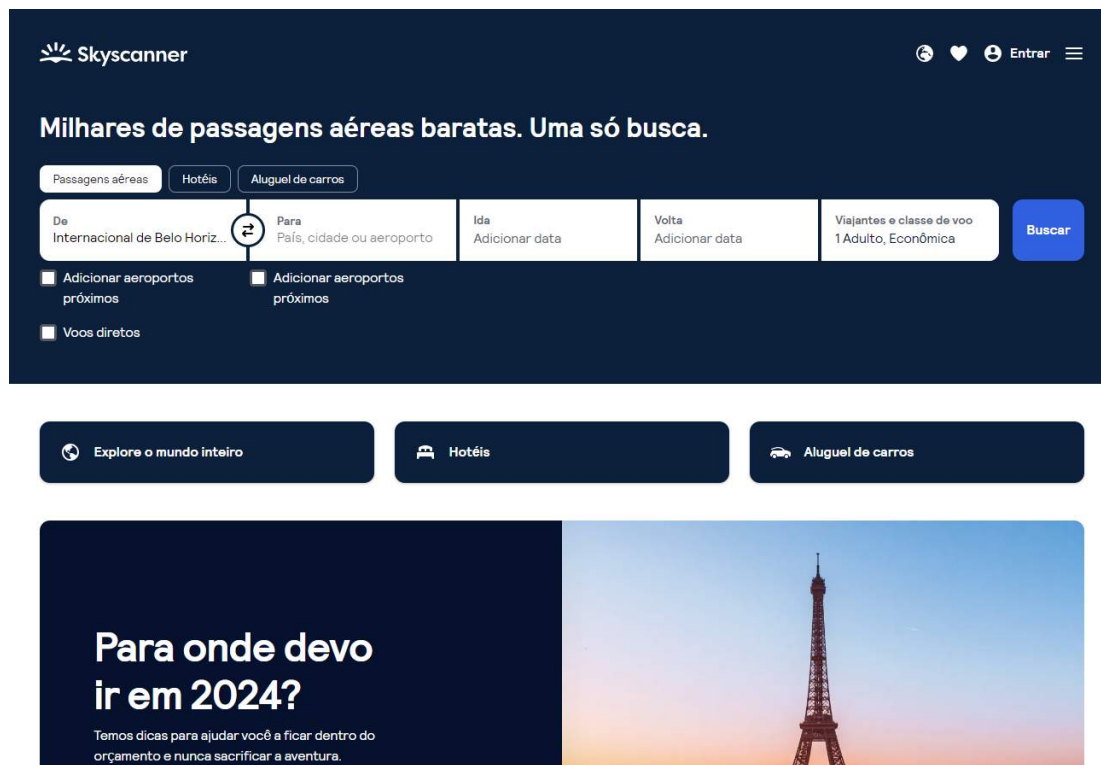 Skyscanner
Entrar
Milhares de passagens aéreas baratas. Uma só busca.
Passagens aéreas
Hotéis
Aluguel de carros
De
Internacional de Belo Horiz...
Para
País, cidade ou aeroporto
Ida
Adicionar data
Volta
Adicionar data
Viajantes e classe de voo
1 Adulto, Econômica
Buscar
Adicionar aeroportos
próximos
Adicionar aeroportos
próximos
Voos diretos
Explore o mundo inteiro
Hotéis
Aluguel de carros
Para onde devo
ir em 2024?
Temos dicas para ajudar você a ficar dentro do
orçamento e nunca sacrificar a aventura.